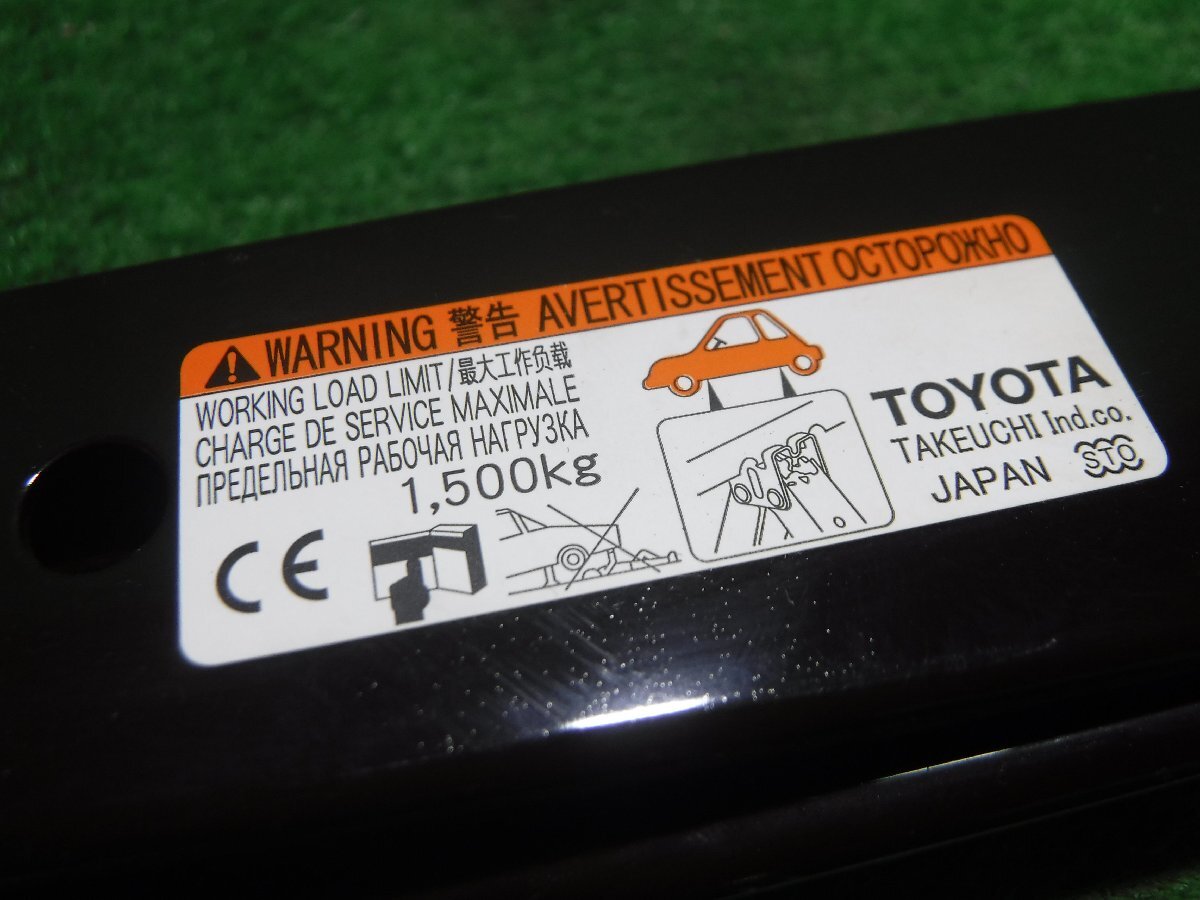 WARNING 警告 AVERTISSEMENT ОСТОРОЖНО
WORKING LOAD LIMIT/最大工作负载
CHARGE DE SERVICE MAXIMALE
ПРЕДЕЛЬНАЯ РАБОЧАЯ НАГРУЗКА
1,500kg
CE
TOYOTA
TAKEUCHI Ind.co.
JAPAN STO